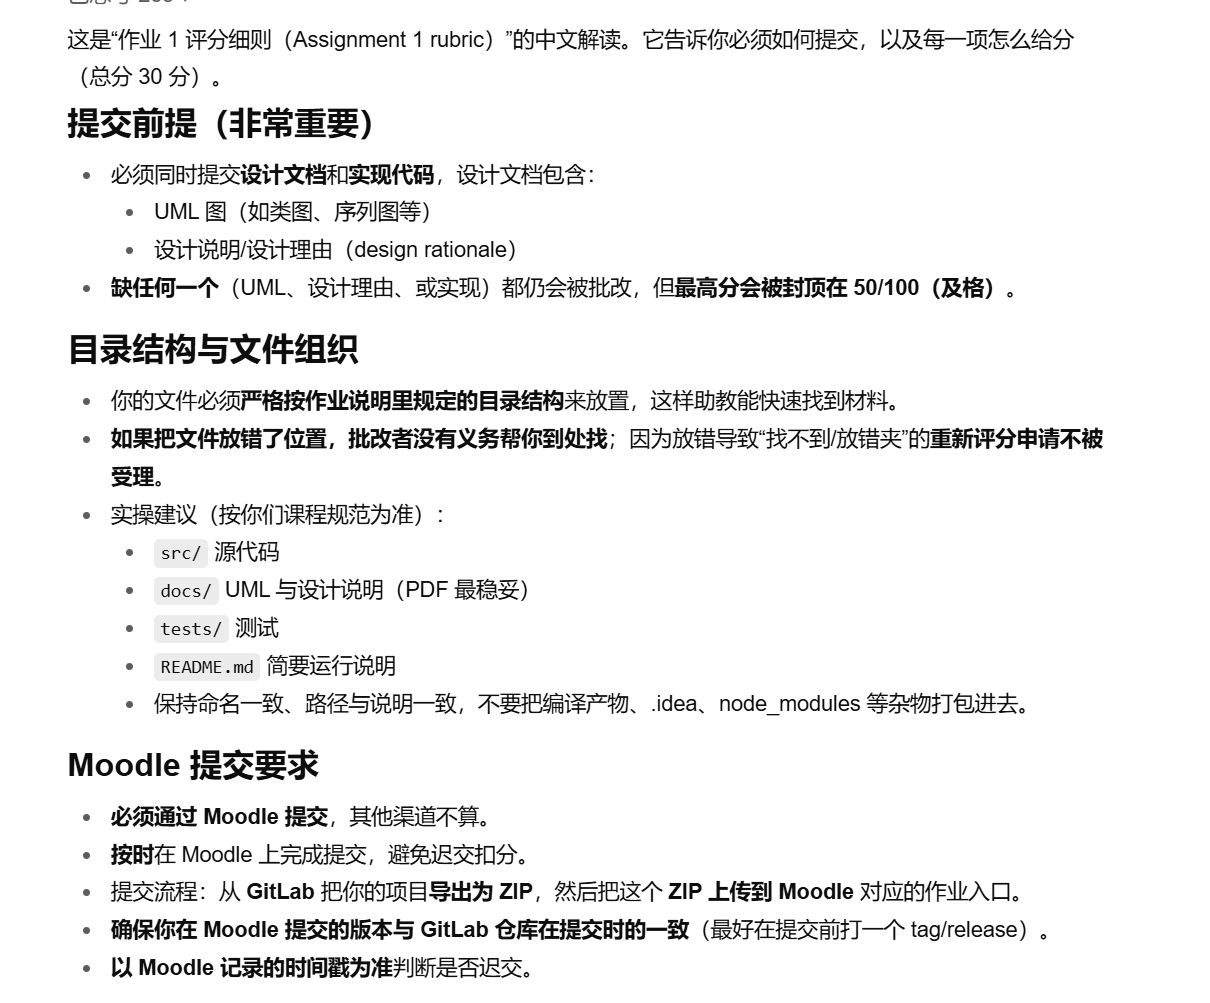 这是“作业 1 评分细则（Assignment 1 rubric）”的中文解读。它告诉你必须如何提交，以及每一项怎么给分
（总分 30 分）。
提交前提（非常重要）
必须同时提交设计文档和实现代码，设计文档包含：
UML 图（如类图、序列图等）
设计说明/设计理由（design rationale）
缺任何一个（UML、设计理由、或实现）都仍会被批改，但最高分会被封顶在 50/100（及格）。
目录结构与文件组织
你的文件必须严格按作业说明里规定的目录结构来放置，这样助教能快速找到材料。
如果把文件放错了位置，批改者没有义务帮你到处找；因为放错导致“找不到/放错夹”的重新评分申请不被
受理。
实操建议（按你们课程规范为准）：
src/ 源代码
docs/ UML 与设计说明（PDF 最稳妥）
tests/ 测试
README.md 简要运行说明
保持命名一致、路径与说明一致，不要把编译产物、.idea、node_modules 等杂物打包进去。
Moodle 提交要求
必须通过 Moodle 提交，其他渠道不算。
按时在 Moodle 上完成提交，避免迟交扣分。
提交流程：从 GitLab 把你的项目导出为 ZIP，然后把这个 ZIP 上传到 Moodle 对应的作业入口。
确保你在 Moodle 提交的版本与 GitLab 仓库在提交时的一致（最好在提交前打一个 tag/release）。
以 Moodle 记录的时间戳为准判断是否迟交。